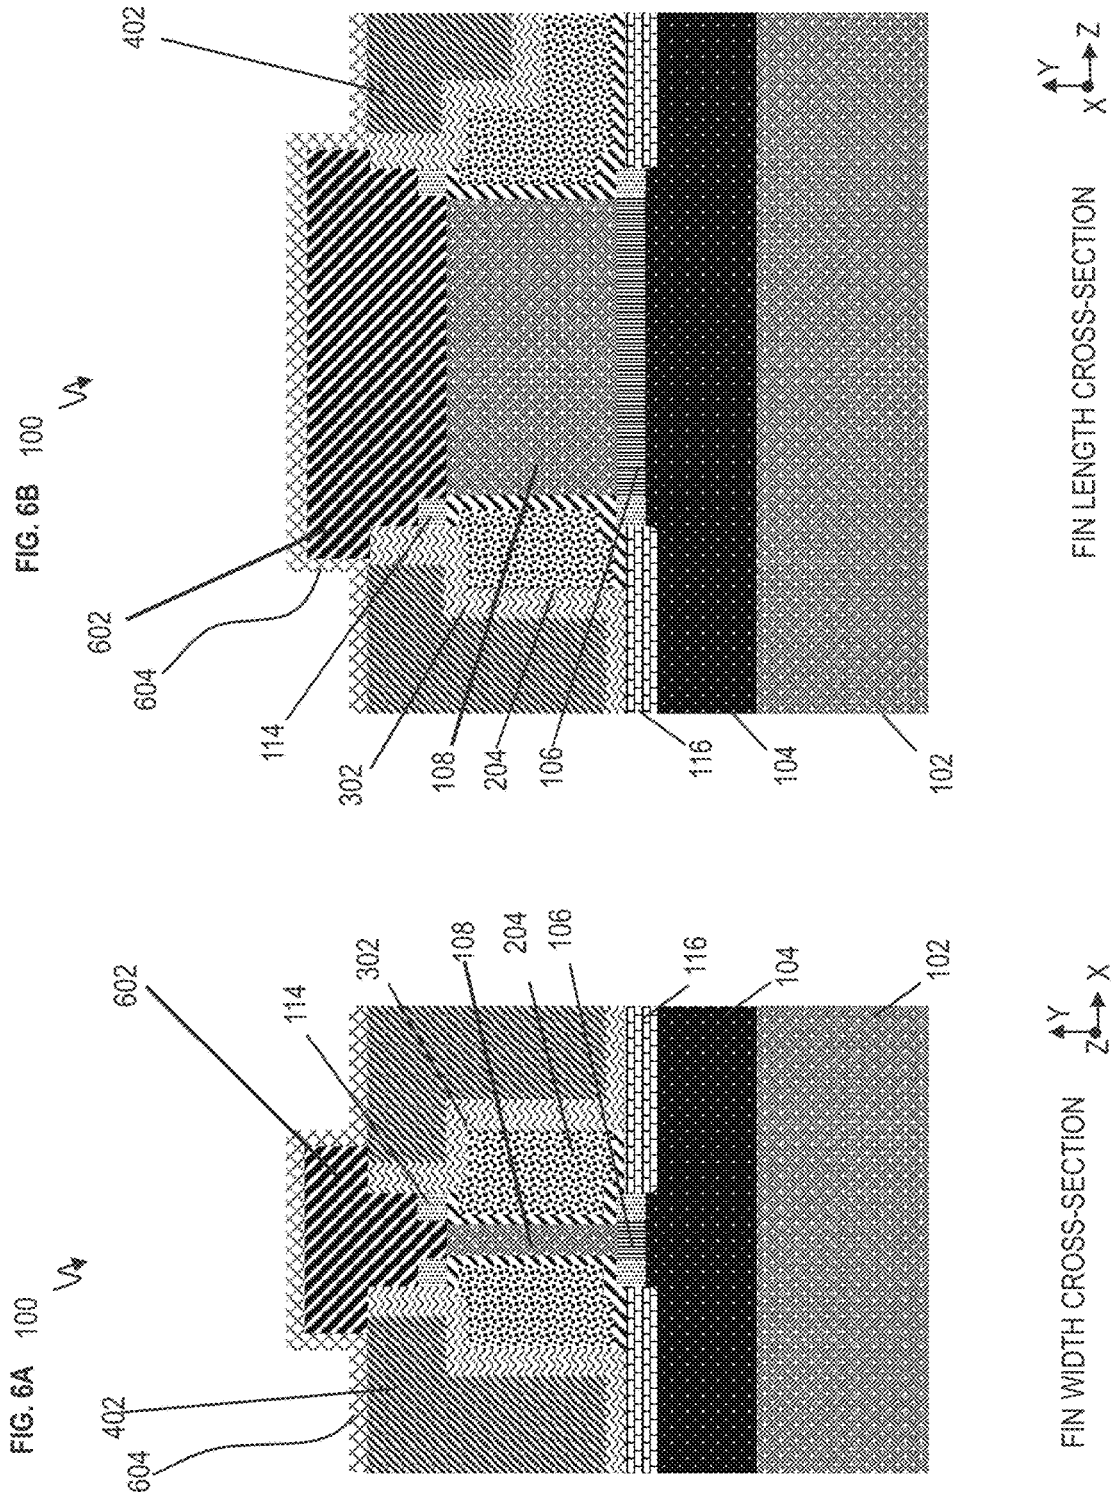 FIG. 6A
100
602
114
302
108
204
106
116
104
102
402
604
FIN WIDTH CROSS-SECTION
Y
Z
X
FIG. 6B
100
402
602
604
114
302
108
204
106
116
104
102
FIN LENGTH CROSS-SECTION
Y
X
Z